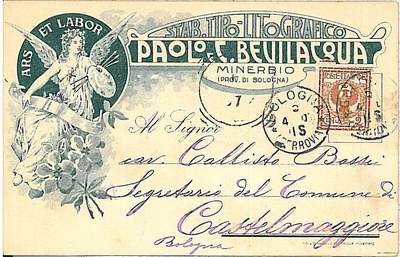 ARS ET LABOR
STAB. TIPO-LITOGRAFICO
PAOLO E C. BEVILACQUA
MINERBIO
(PROV. DI BOLOGNA)
BOLOGNA
FERROVIA
Al Signor
cav. Callisto Bassi
Segretario del Comune di
Castelmaggiore
Bologna